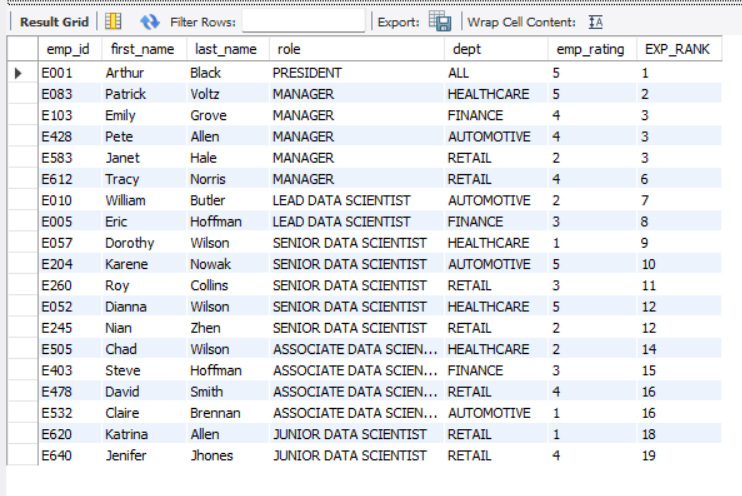 Result Grid Filter Rows: Export: Wrap Cell Content: IA
emp_id first_name last_name role dept emp_rating EXP_RANK
E001 Arthur Black PRESIDENT ALL 5 1
E083 Patrick Voltz MANAGER HEALTHCARE 5 2
E103 Emily Grove MANAGER FINANCE 4 3
E428 Pete Allen MANAGER AUTOMOTIVE 4 3
E583 Janet Hale MANAGER RETAIL 2 3
E612 Tracy Norris MANAGER RETAIL 4 6
E010 William Butler LEAD DATA SCIENTIST AUTOMOTIVE 2 7
E005 Eric Hoffman LEAD DATA SCIENTIST FINANCE 3 8
E057 Dorothy Wilson SENIOR DATA SCIENTIST HEALTHCARE 1 9
E204 Karene Nowak SENIOR DATA SCIENTIST AUTOMOTIVE 5 10
E260 Roy Collins SENIOR DATA SCIENTIST RETAIL 3 11
E052 Dianna Wilson SENIOR DATA SCIENTIST HEALTHCARE 5 12
E245 Nian Zhen SENIOR DATA SCIENTIST RETAIL 2 12
E505 Chad Wilson ASSOCIATE DATA SCIEN... HEALTHCARE 2 14
E403 Steve Hoffman ASSOCIATE DATA SCIEN... FINANCE 3 15
E478 David Smith ASSOCIATE DATA SCIEN... RETAIL 4 16
E532 Claire Brennan ASSOCIATE DATA SCIEN... AUTOMOTIVE 1 16
E620 Katrina Allen JUNIOR DATA SCIENTIST RETAIL 1 18
E640 Jenifer Jhones JUNIOR DATA SCIENTIST RETAIL 4 19